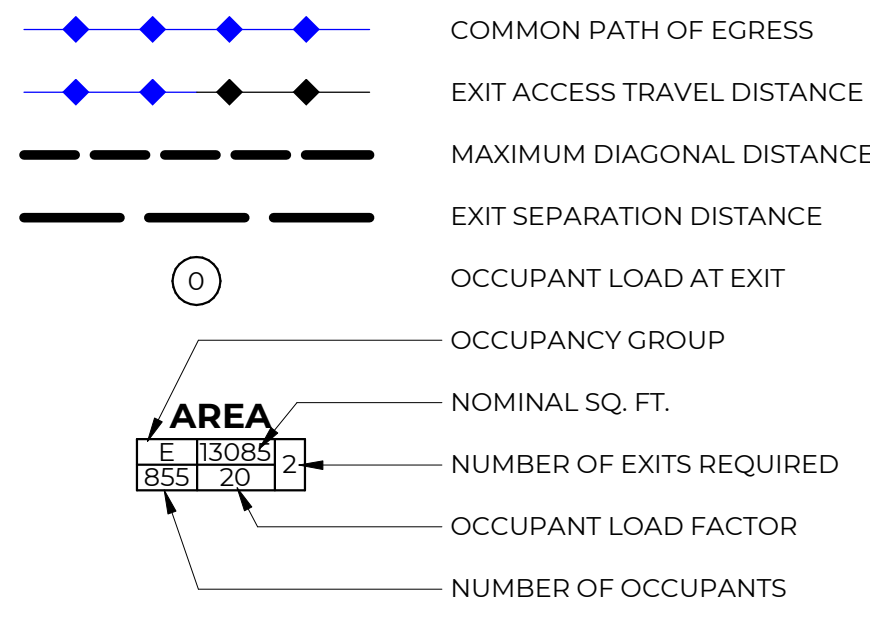 COMMON PATH OF EGRESS
EXIT ACCESS TRAVEL DISTANCE
MAXIMUM DIAGONAL DISTANCE
EXIT SEPARATION DISTANCE
0 OCCUPANT LOAD AT EXIT
OCCUPANCY GROUP
NOMINAL SQ. FT.
AREA
E 13085 2
855 20
NUMBER OF EXITS REQUIRED
OCCUPANT LOAD FACTOR
NUMBER OF OCCUPANTS